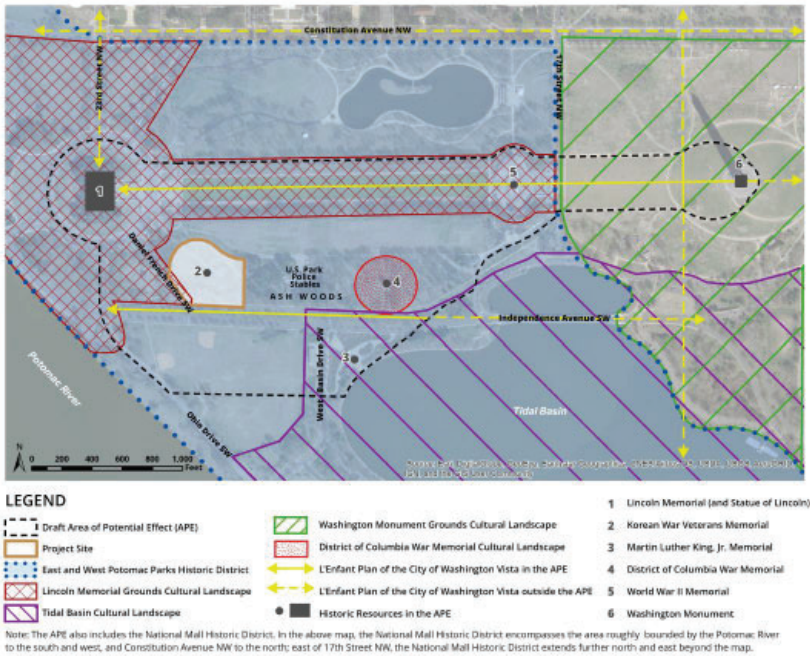 Constitution Avenue NW
23rd Street NW
17th Street NW
1
5
6
Daniel French Drive SW
2
U.S. Park
Police
Stables
ASH WOODS
4
Independence Avenue SW
3
West Basin Drive SW
Potomac River
Ohio Drive SW
Tidal Basin
N
0 200 400 600 800 1,000
Feet
LEGEND
Draft Area of Potential Effect (APE)
Project Site
East and West Potomac Parks Historic District
Lincoln Memorial Grounds Cultural Landscape
Tidal Basin Cultural Landscape
Washington Monument Grounds Cultural Landscape
District of Columbia War Memorial Cultural Landscape
L'Enfant Plan of the City of Washington Vista in the APE
L'Enfant Plan of the City of Washington Vista outside the APE
Historic Resources in the APE
1 Lincoln Memorial (and Statue of Lincoln)
2 Korean War Veterans Memorial
3 Martin Luther King, Jr. Memorial
4 District of Columbia War Memorial
5 World War II Memorial
6 Washington Monument
Note: The APE also includes the National Mall Historic District. In the above map, the National Mall Historic District encompasses the area roughly bounded by the Potomac River
to the south and west, and Constitution Avenue NW to the north; east of 17th Street NW, the National Mall Historic District extends further north and east beyond the map.